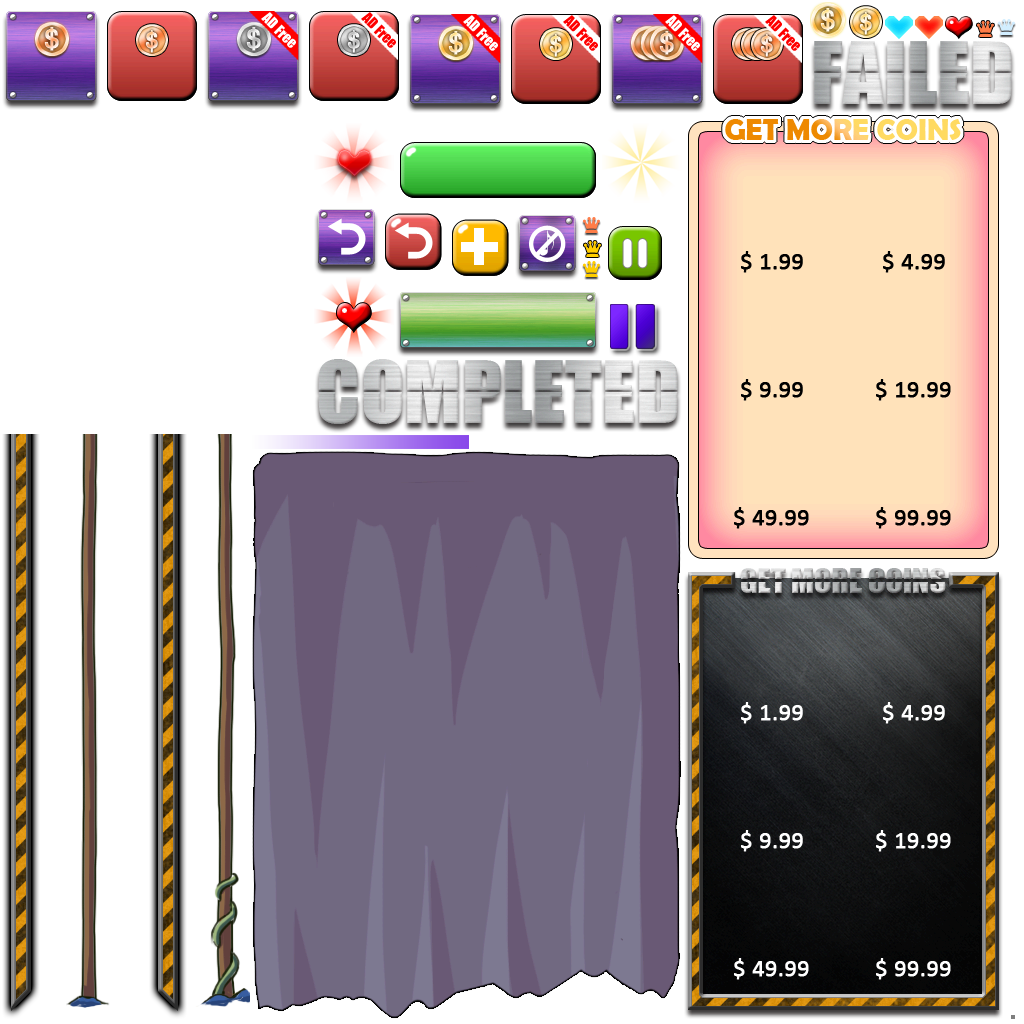 $
$
$
AD Free
$
AD Free
$
AD Free
$
AD Free
$
AD Free
$
AD Free
$
$
FAILED
GET MORE COINS
$ 1.99 $ 4.99
$ 9.99 $ 19.99
COMPLETED
$ 49.99 $ 99.99
GET MORE COINS
$ 1.99 $ 4.99
$ 9.99 $ 19.99
$ 49.99 $ 99.99